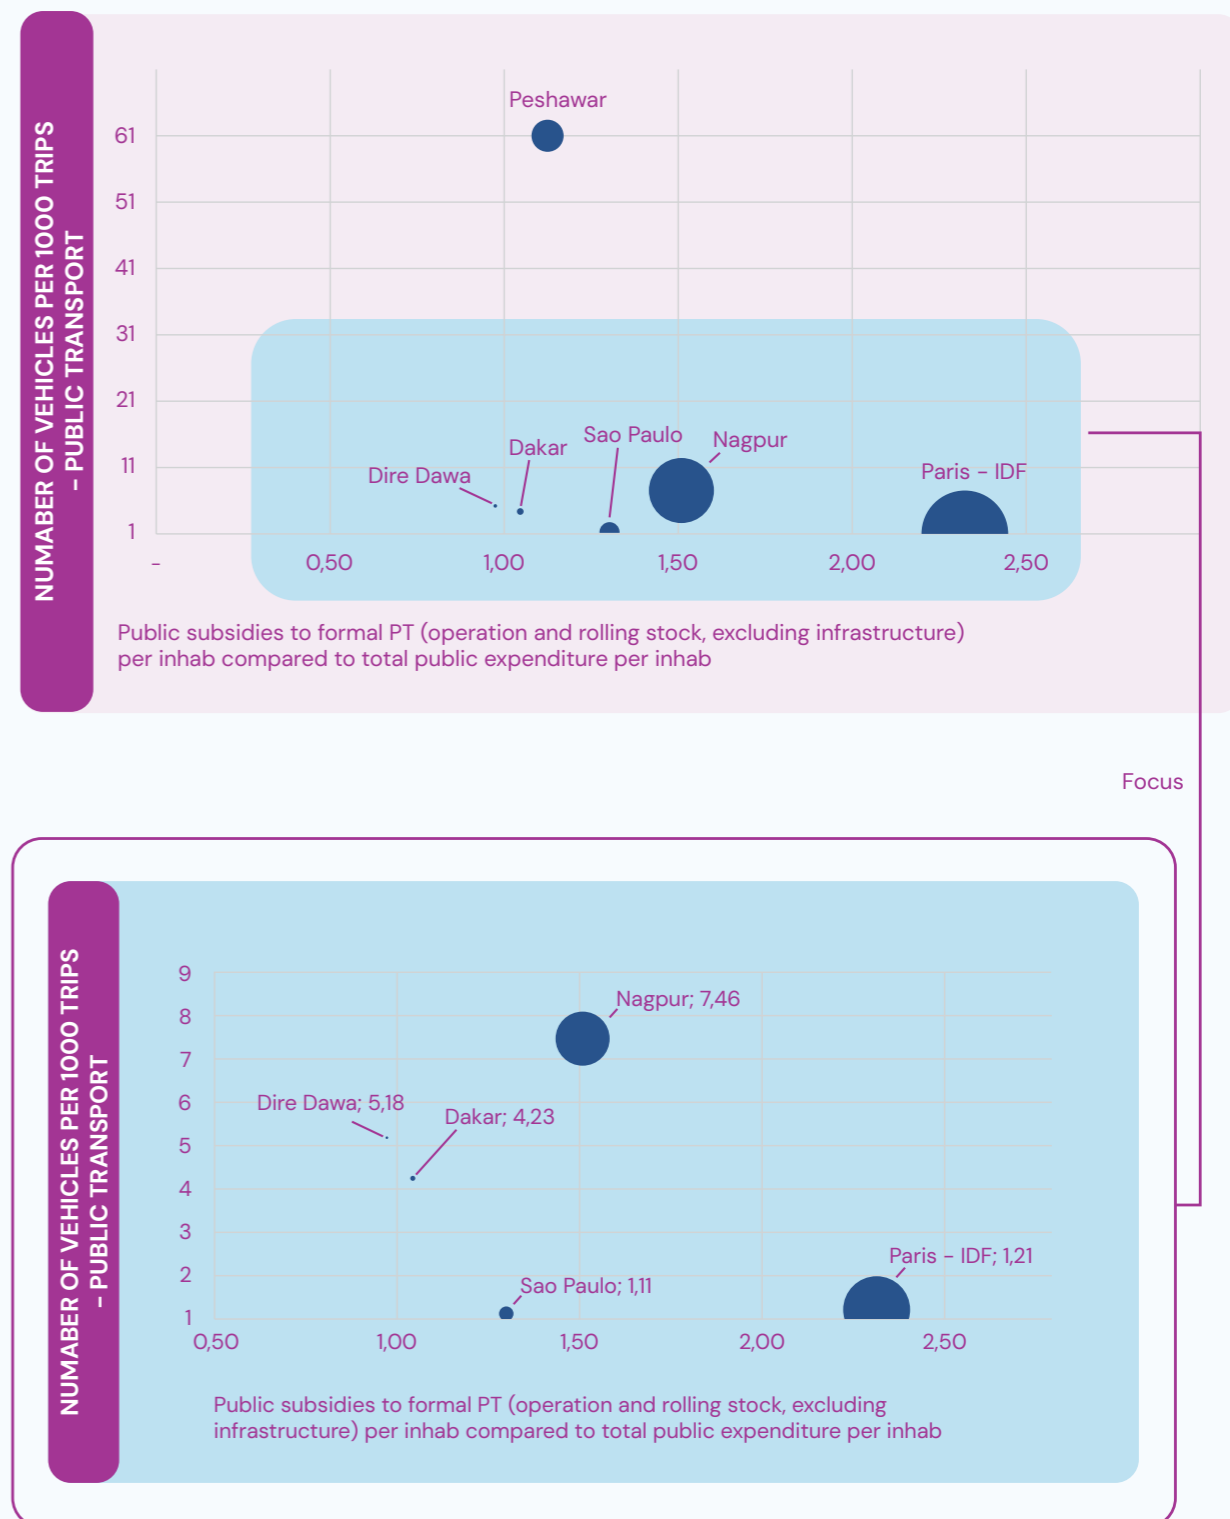 NUMABER OF VEHICLES PER 1000 TRIPS
– PUBLIC TRANSPORT
Peshawar
61
51
41
31
21
11
1
Sao Paulo
Nagpur
Dakar
Dire Dawa
Paris – IDF
–
0,50
1,00
1,50
2,00
2,50
Public subsidies to formal PT (operation and rolling stock, excluding infrastructure)
per inhab compared to total public expenditure per inhab
Focus
NUMABER OF VEHICLES PER 1000 TRIPS
– PUBLIC TRANSPORT
9
8
7
6
5
4
3
2
1
Nagpur; 7,46
Dire Dawa; 5,18
Dakar; 4,23
Paris – IDF; 1,21
Sao Paulo; 1,11
0,50
1,00
1,50
2,00
2,50
Public subsidies to formal PT (operation and rolling stock, excluding
infrastructure) per inhab compared to total public expenditure per inhab